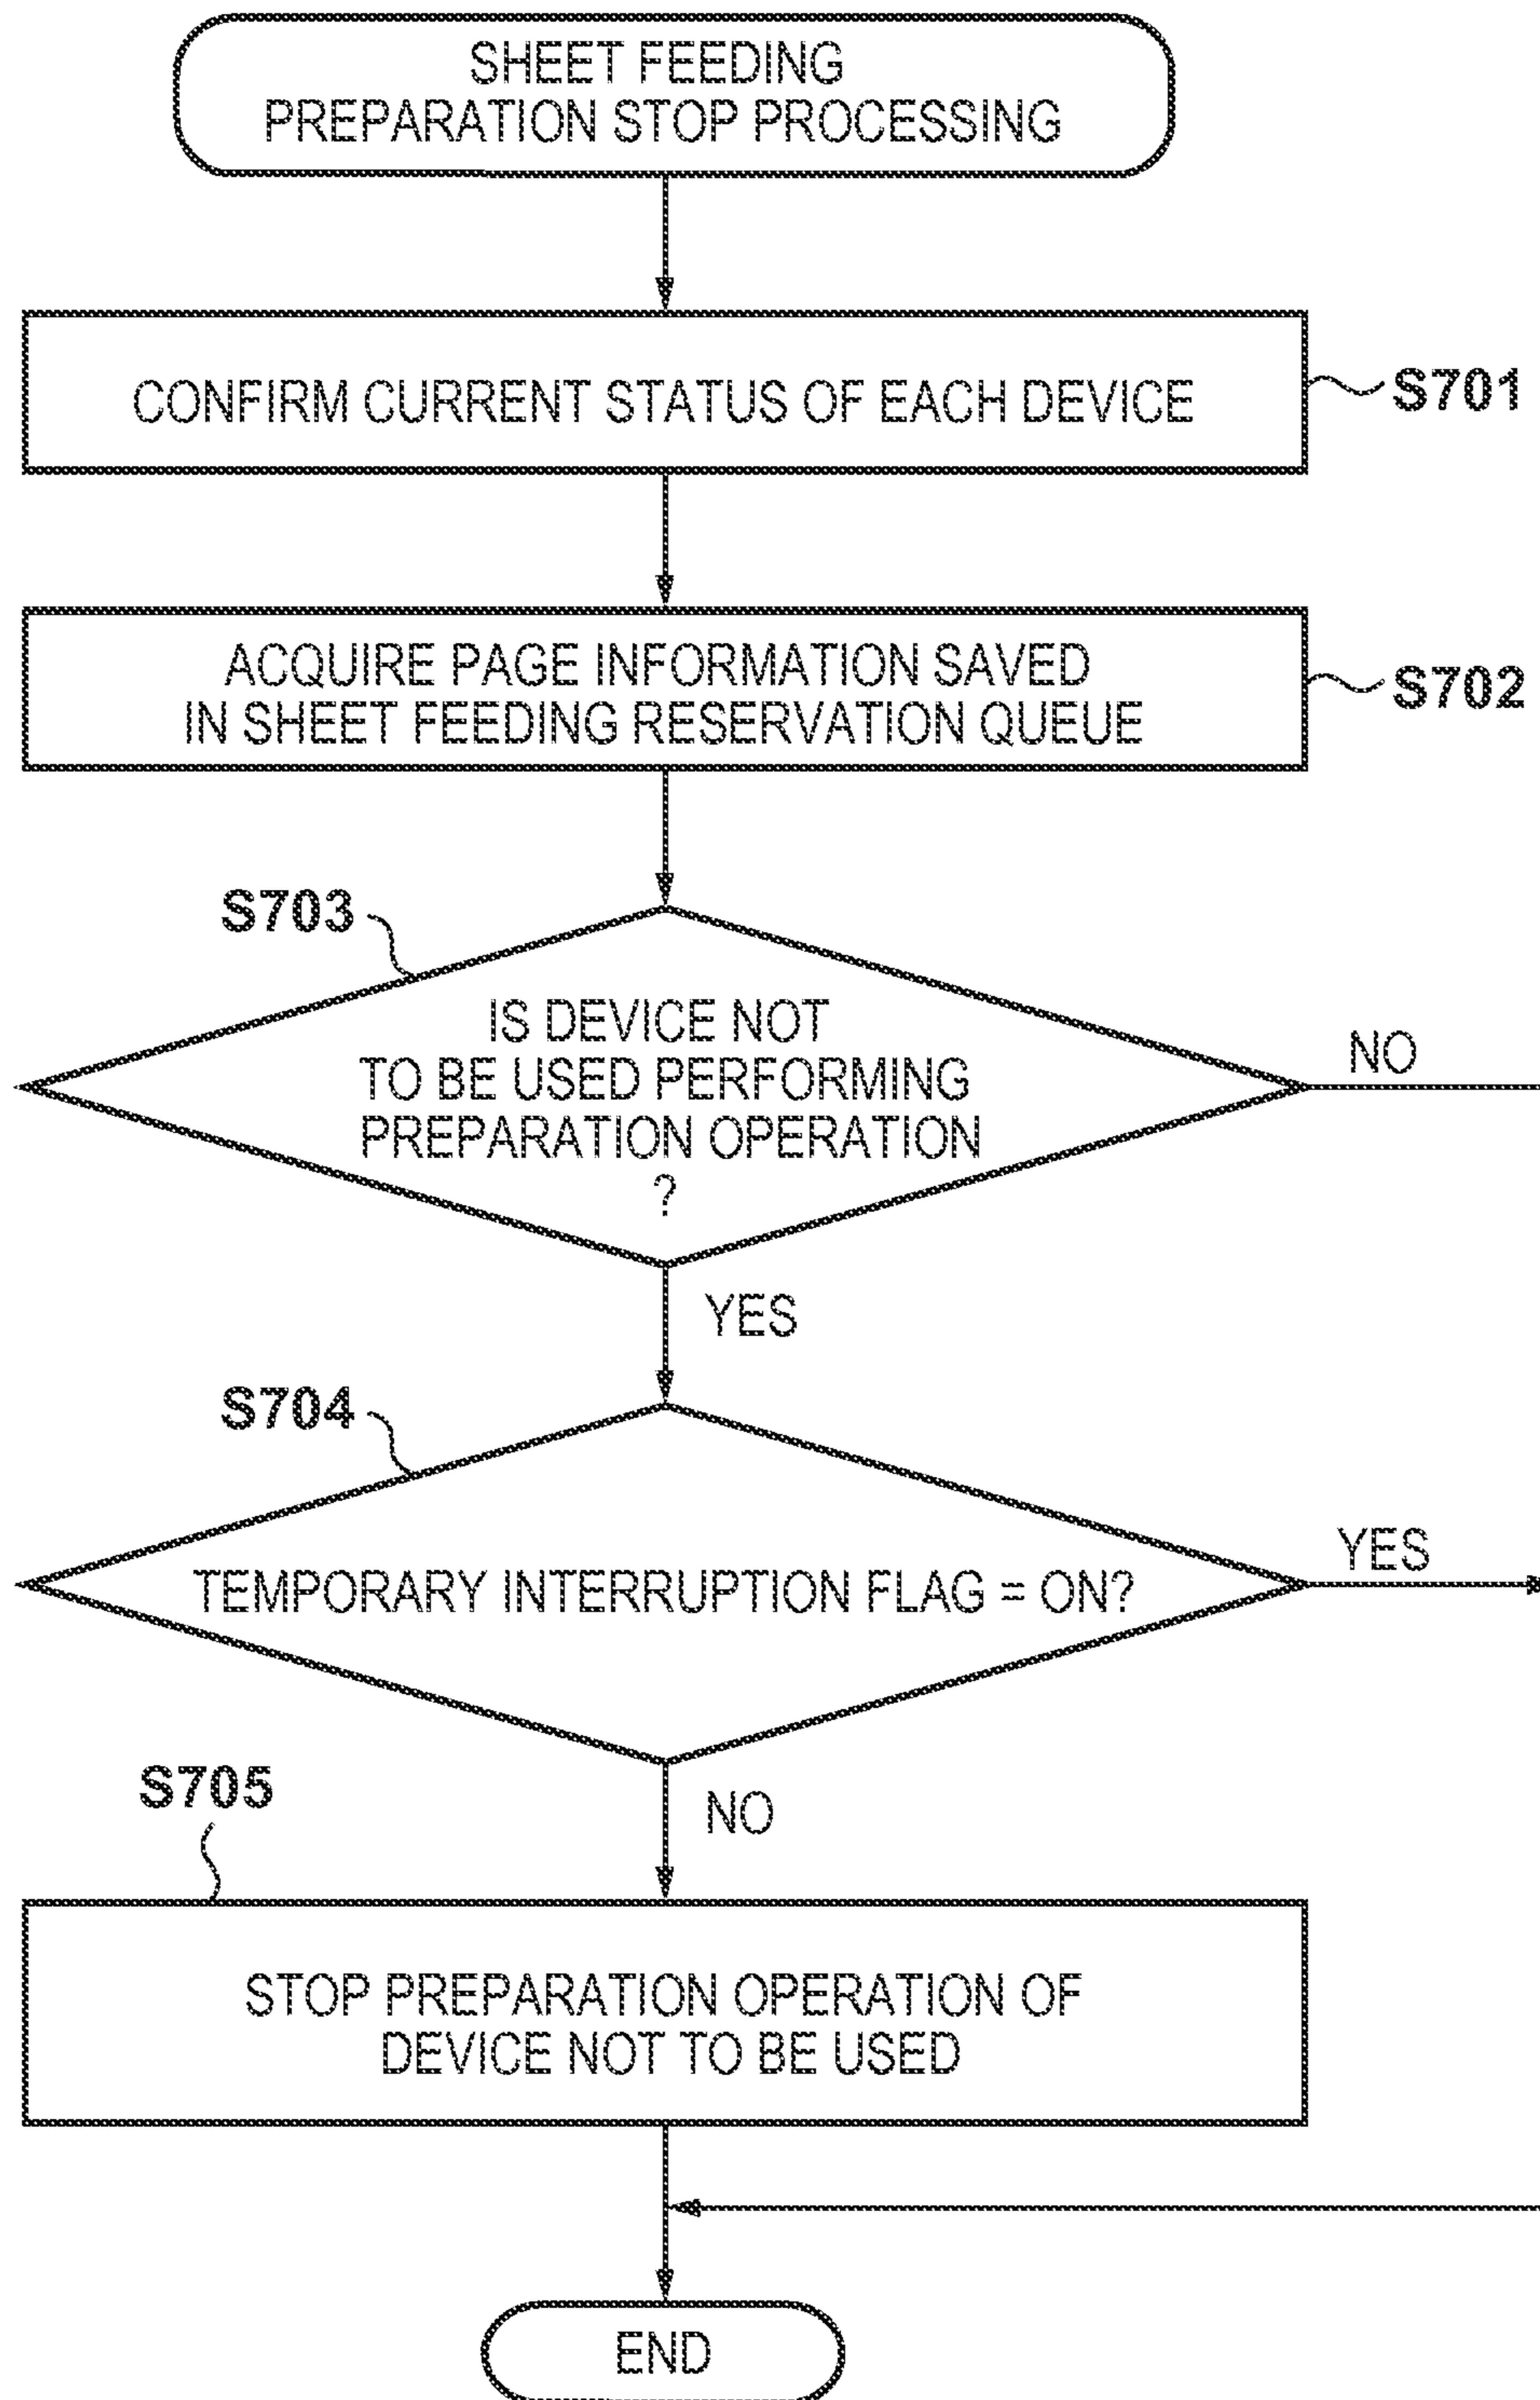 SHEET FEEDING
PREPARATION STOP PROCESSING
CONFIRM CURRENT STATUS OF EACH DEVICE
S701
ACQUIRE PAGE INFORMATION SAVED
IN SHEET FEEDING RESERVATION QUEUE
S702
S703
IS DEVICE NOT
TO BE USED PERFORMING
PREPARATION OPERATION
?
NO
YES
S704
TEMPORARY INTERRUPTION FLAG = ON?
YES
NO
S705
STOP PREPARATION OPERATION OF
DEVICE NOT TO BE USED
END